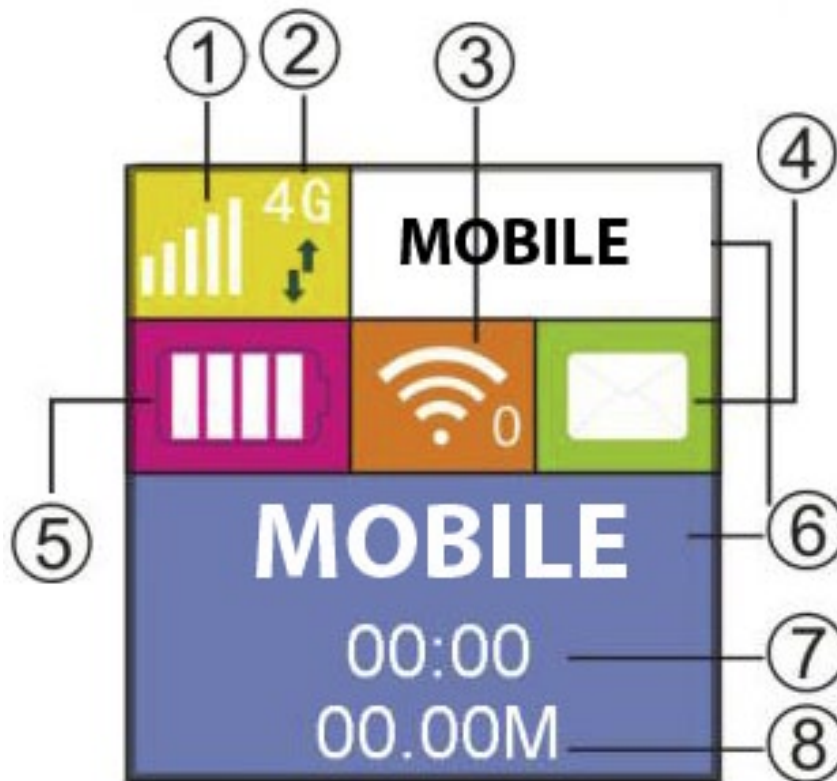 ① ② ③
④
4G
MOBILE
0
⑤
MOBILE
⑥
00:00
⑦
00.00M
⑧